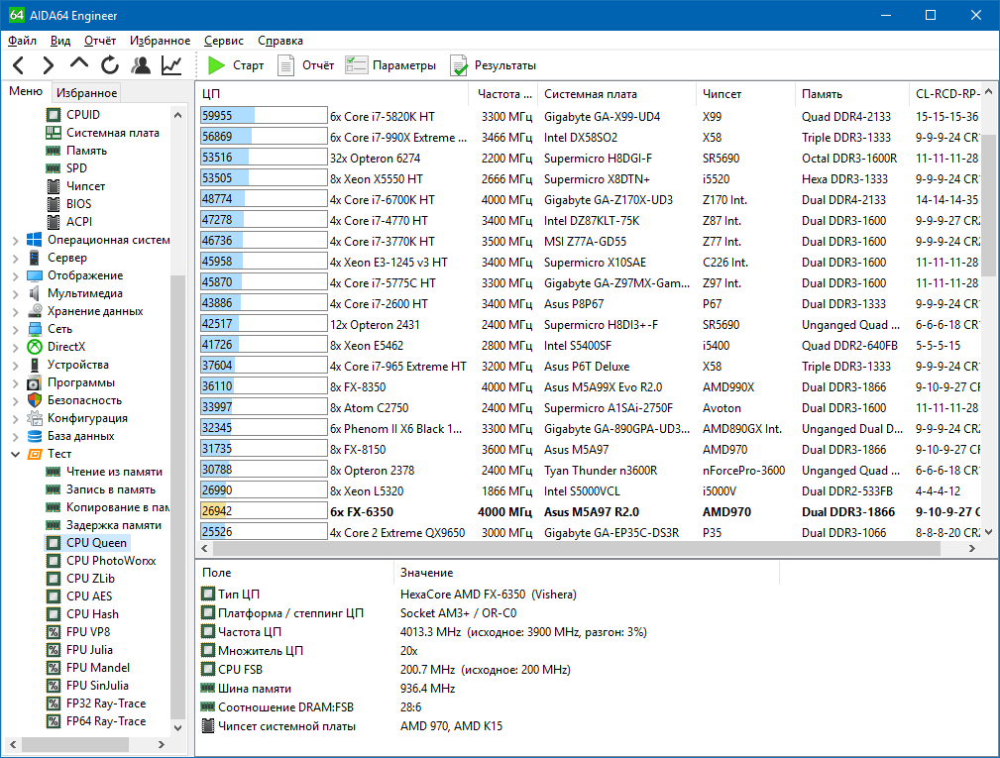 64 AIDA64 Engineer
Файл Вид Отчёт Избранное Сервис Справка
Старт Отчёт Параметры Результаты
Меню Избранное
CPUID
Системная плата
Память
SPD
Чипсет
BIOS
ACPI
Операционная систем
Сервер
Отображение
Мультимедиа
Хранение данных
Сеть
DirectX
Устройства
Программы
Безопасность
Конфигурация
База данных
Тест
Чтение из памяти
Запись в память
Копирование в пам
Задержка памяти
CPU Queen
CPU PhotoWorxx
CPU ZLib
CPU AES
CPU Hash
FPU VP8
FPU Julia
FPU Mandel
FPU SinJulia
FP32 Ray-Trace
FP64 Ray-Trace
ЦП Частота ... Системная плата Чипсет Память CL-RCD-RP-
59955 6x Core i7-5820K HT 3300 МГц Gigabyte GA-X99-UD4 X99 Quad DDR4-2133 15-15-15-36
56869 6x Core i7-990X Extreme ... 3466 МГц Intel DX58SO2 X58 Triple DDR3-1333 9-9-9-24 CR1
53516 32x Opteron 6274 2200 МГц Supermicro H8DGI-F SR5690 Octal DDR3-1600R 11-11-11-28
53505 8x Xeon X5550 HT 2666 МГц Supermicro X8DTN+ i5520 Hexa DDR3-1333 9-9-9-24 CR1
48774 4x Core i7-6700K HT 4000 МГц Gigabyte GA-Z170X-UD3 Z170 Int. Dual DDR4-2133 14-14-14-35
47278 4x Core i7-4770 HT 3400 МГц Intel DZ87KLT-75K Z87 Int. Dual DDR3-1600 9-9-9-27 CR2
46736 4x Core i7-3770K HT 3500 МГц MSI Z77A-GD55 Z77 Int. Dual DDR3-1600 9-9-9-24 CR2
45958 4x Xeon E3-1245 v3 HT 3400 МГц Supermicro X10SAE C226 Int. Dual DDR3-1600 11-11-11-28
45870 4x Core i7-5775C HT 3300 МГц Gigabyte GA-Z97MX-Gam... Z97 Int. Dual DDR3-1600 11-11-11-28
43886 4x Core i7-2600 HT 3400 МГц Asus P8P67 P67 Dual DDR3-1333 9-9-9-24 CR1
42517 12x Opteron 2431 2400 МГц Supermicro H8DI3+-F SR5690 Unganged Quad ... 6-6-6-18 CR1
41726 8x Xeon E5462 2800 МГц Intel S5400SF i5400 Quad DDR2-640FB 5-5-5-15
37604 4x Core i7-965 Extreme HT 3200 МГц Asus P6T Deluxe X58 Triple DDR3-1333 9-9-9-24 CR1
36110 8x FX-8350 4000 МГц Asus M5A99X Evo R2.0 AMD990X Dual DDR3-1866 9-10-9-27 CR
33997 8x Atom C2750 2400 МГц Supermicro A1SAi-2750F Avoton Dual DDR3-1600 11-11-11-28
32345 6x Phenom II X6 Black 1... 3200 МГц Gigabyte GA-890GPA-UD3... AMD890GX Int. Unganged Dual D... 9-9-9-24 CR2
31735 8x FX-8150 3600 МГц Asus M5A97 AMD970 Dual DDR3-1866 9-10-9-27 CR
30788 8x Opteron 2378 2400 МГц Tyan Thunder n3600R nForcePro-3600 Unganged Quad ... 6-6-6-18 CR1
26990 8x Xeon L5320 1866 МГц Intel S5000VCL i5000V Dual DDR2-533FB 4-4-4-12
26942 6x FX-6350 4000 МГц Asus M5A97 R2.0 AMD970 Dual DDR3-1866 9-10-9-27 C
25526 4x Core 2 Extreme QX9650 3000 МГц Gigabyte GA-EP35C-DS3R P35 Dual DDR3-1066 8-8-8-20 CR2
Поле Значение
Тип ЦП HexaCore AMD FX-6350 (Vishera)
Платформа / степпинг ЦП Socket AM3+ / OR-C0
Частота ЦП 4013.3 MHz (исходное: 3900 MHz, разгон: 3%)
Множитель ЦП 20x
CPU FSB 200.7 MHz (исходное: 200 MHz)
Шина памяти 936.4 MHz
Соотношение DRAM:FSB 28:6
Чипсет системной платы AMD 970, AMD K15